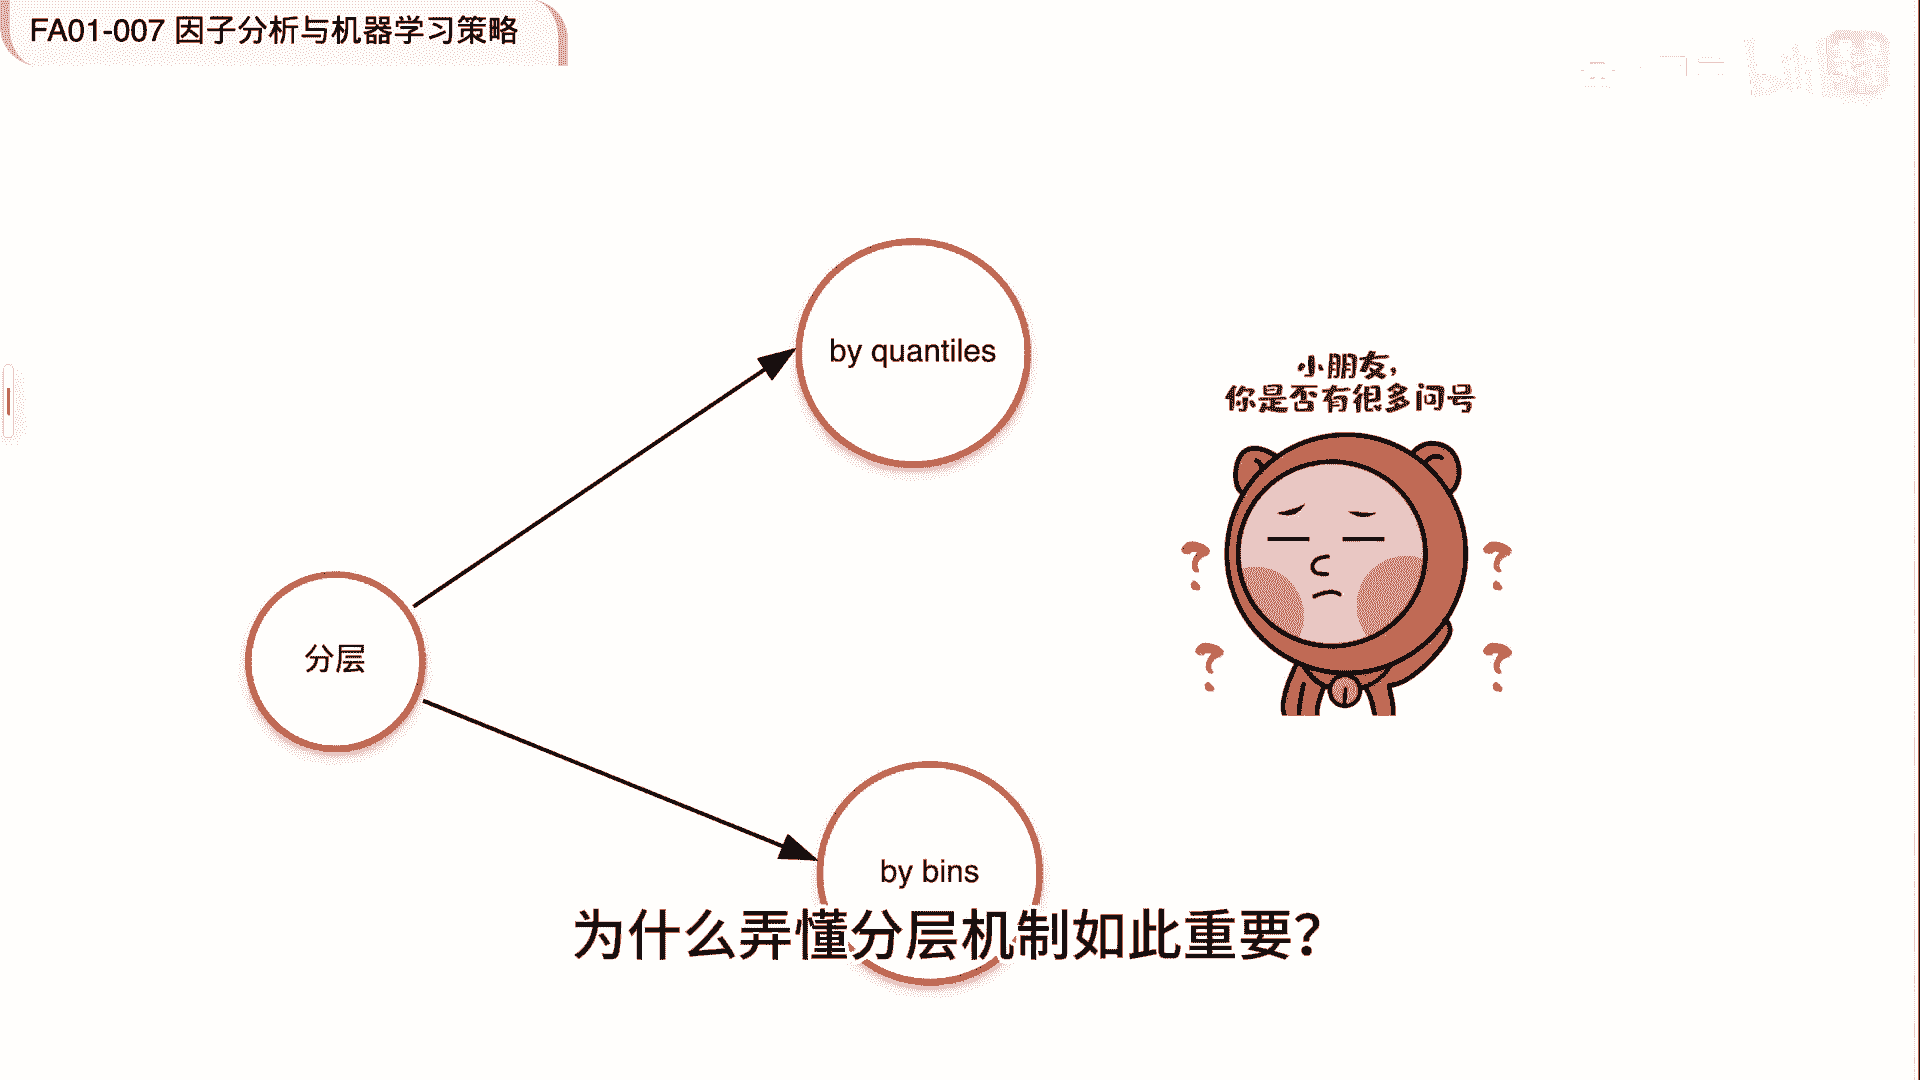 FA01-007 因子分析与机器学习策略
by quantiles
小朋友，
你是否有很多问号
? ?
? ?
分层
by bins
为什么弄懂分层机制如此重要？